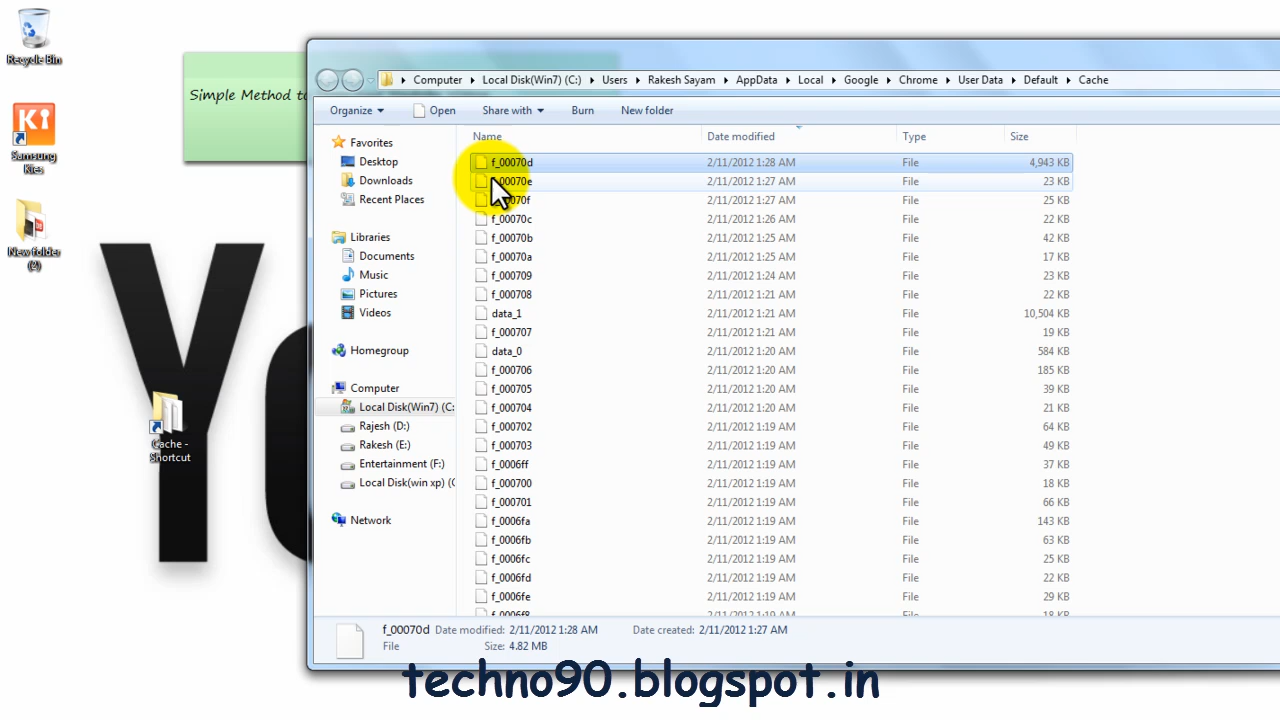 Recycle Bin
Samsung
Kies
New folder
(2)
Cache -
Shortcut
Simple Method to
Computer Local Disk(Win7) (C:) Users Rakesh Sayam AppData Local Google Chrome User Data Default Cache
Organize Open Share with Burn New folder
Favorites
Desktop
Downloads
Recent Places
Libraries
Documents
Music
Pictures
Videos
Homegroup
Computer
Local Disk(Win7) (C:
Rajesh (D:)
Rakesh (E:)
Entertainment (F:)
Local Disk(win xp) (
Network
Name Date modified Type Size
f_00070d 2/11/2012 1:28 AM File 4,943 KB
f_00070e 2/11/2012 1:27 AM File 23 KB
f_00070f 2/11/2012 1:27 AM File 25 KB
f_00070c 2/11/2012 1:26 AM File 22 KB
f_00070b 2/11/2012 1:25 AM File 42 KB
f_00070a 2/11/2012 1:25 AM File 17 KB
f_000709 2/11/2012 1:24 AM File 23 KB
f_000708 2/11/2012 1:21 AM File 22 KB
data_1 2/11/2012 1:21 AM File 10,504 KB
f_000707 2/11/2012 1:21 AM File 19 KB
data_0 2/11/2012 1:20 AM File 584 KB
f_000706 2/11/2012 1:20 AM File 185 KB
f_000705 2/11/2012 1:20 AM File 39 KB
f_000704 2/11/2012 1:20 AM File 21 KB
f_000702 2/11/2012 1:19 AM File 64 KB
f_000703 2/11/2012 1:19 AM File 49 KB
f_0006ff 2/11/2012 1:19 AM File 37 KB
f_000700 2/11/2012 1:19 AM File 18 KB
f_000701 2/11/2012 1:19 AM File 66 KB
f_0006fa 2/11/2012 1:19 AM File 143 KB
f_0006fb 2/11/2012 1:19 AM File 63 KB
f_0006fc 2/11/2012 1:19 AM File 25 KB
f_0006fd 2/11/2012 1:19 AM File 22 KB
f_0006fe 2/11/2012 1:19 AM File 29 KB
f_0006f8 2/11/2012 1:19 AM File 18 KB
f_00070d Date modified: 2/11/2012 1:28 AM Date created: 2/11/2012 1:27 AM
File Size: 4.82 MB
techno90.blogspot.in